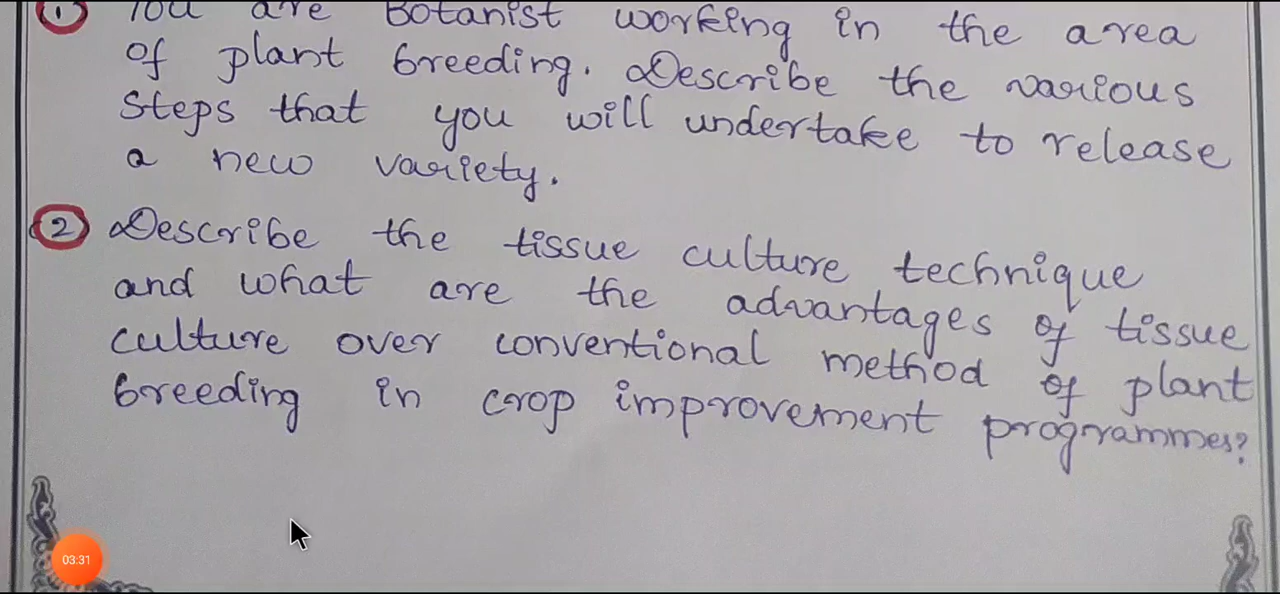 ① You are Botanist working in the area
of plant breeding. Describe the various
steps that you will undertake to release
a new variety.
② Describe the tissue culture technique
and what are the advantages of tissue
culture over conventional method of plant
breeding in crop improvement programmes?
03:31